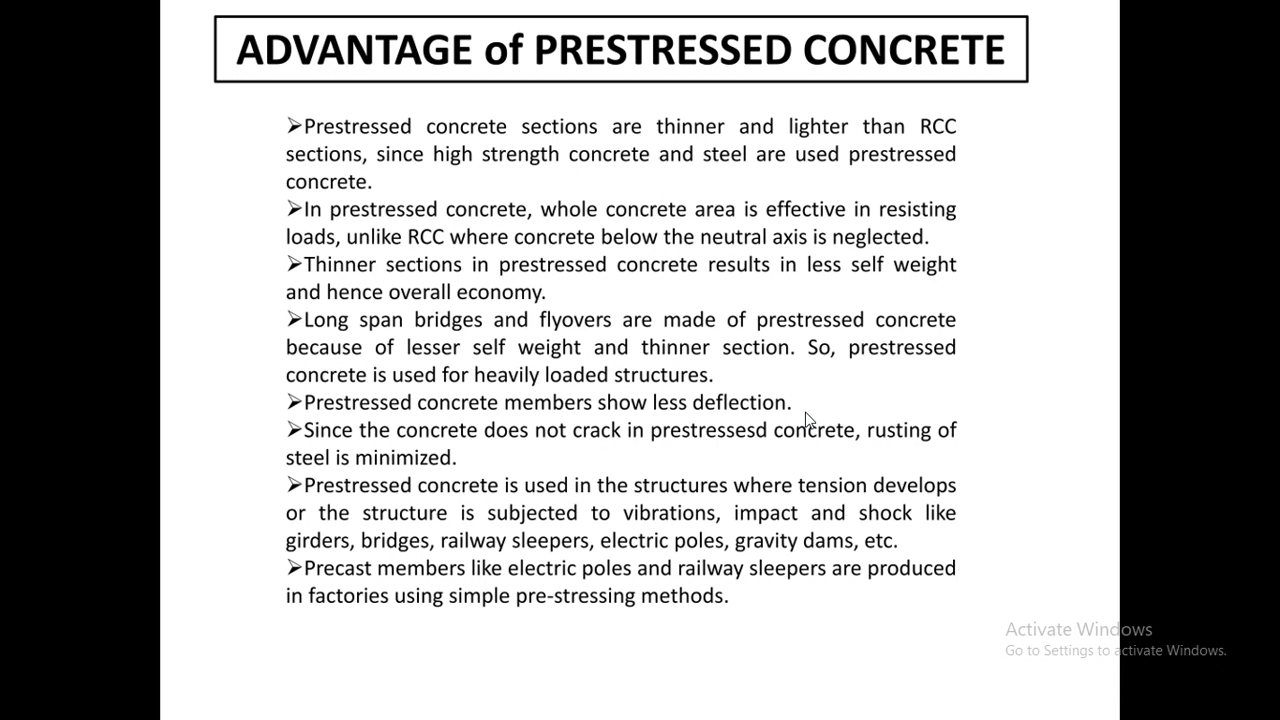 ADVANTAGE of PRESTRESSED CONCRETE
➢Prestressed concrete sections are thinner and lighter than RCC
sections, since high strength concrete and steel are used prestressed
concrete.
➢In prestressed concrete, whole concrete area is effective in resisting
loads, unlike RCC where concrete below the neutral axis is neglected.
➢Thinner sections in prestressed concrete results in less self weight
and hence overall economy.
➢Long span bridges and flyovers are made of prestressed concrete
because of lesser self weight and thinner section. So, prestressed
concrete is used for heavily loaded structures.
➢Prestressed concrete members show less deflection.
➢Since the concrete does not crack in prestressesd concrete, rusting of
steel is minimized.
➢Prestressed concrete is used in the structures where tension develops
or the structure is subjected to vibrations, impact and shock like
girders, bridges, railway sleepers, electric poles, gravity dams, etc.
➢Precast members like electric poles and railway sleepers are produced
in factories using simple pre-stressing methods.
Activate Windows
Go to Settings to activate Windows.